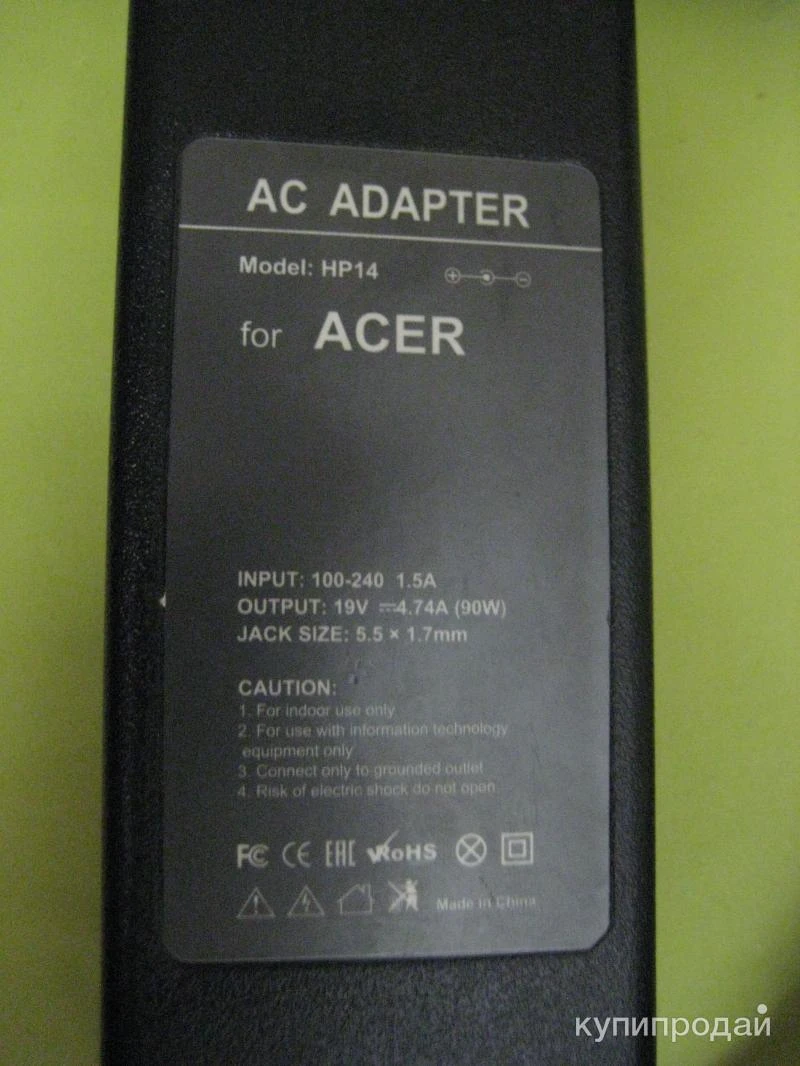 AC ADAPTER
Model: HP14
for ACER
INPUT: 100-240 1.5A
OUTPUT: 19V ⎓4.74A (90W)
JACK SIZE: 5.5 × 1.7mm
CAUTION:
1. For indoor use only
2. For use with information technology
equipment only
3. Connect only to grounded outlet
4. Risk of electric shock do not open
FC CE EAC RoHS
Made in China
купипродай